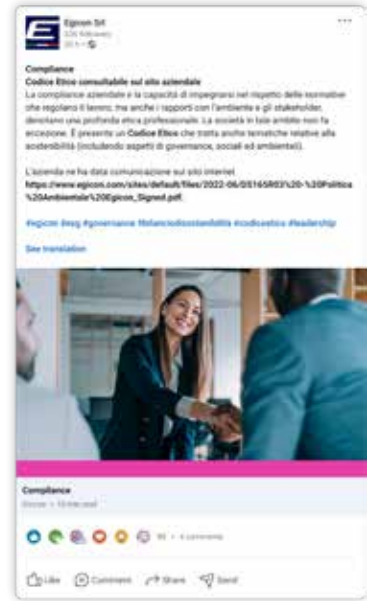 Egicon Srl
Compliance
Codice Etico consultabile sul sito aziendale
La compliance aziendale è la capacità di impegnarsi nel rispetto delle normative
che regolano il lavoro, ma anche i rapporti con l'ambiente e gli stakeholder,
denotano una profonda etica professionale. La società in tale ambito non fa
eccezione. È presente un Codice Etico che tratta anche tematiche relative alla
sostenibilità (includendo aspetti di governance, sociali ed ambientali).
L'azienda ne ha data comunicazione sul sito internet
https://www.egicon.com/sites/default/files/2022-06/DS165R03%20-%20Politica
%20Ambientale%20Egicon_Signed.pdf.
#egicon #esg #governance #bilanciodisostenibilità #codiceetico #leadership
See translation
Compliance
Like Comment Share Send